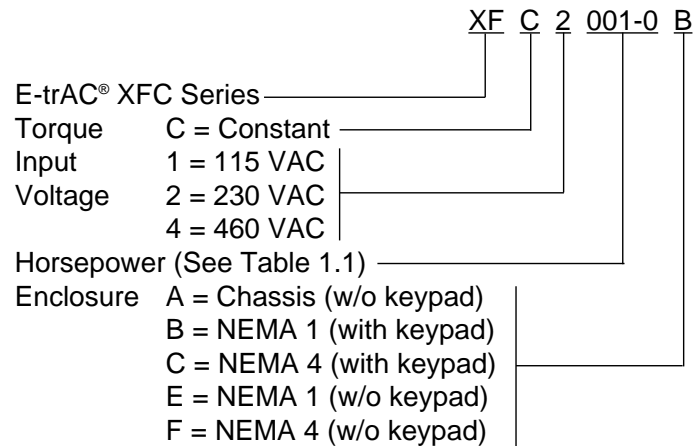 XF C 2 001-0 B
E-trAC® XFC Series
Torque C = Constant
Input 1 = 115 VAC
Voltage 2 = 230 VAC
4 = 460 VAC
Horsepower (See Table 1.1)
Enclosure A = Chassis (w/o keypad)
B = NEMA 1 (with keypad)
C = NEMA 4 (with keypad)
E = NEMA 1 (w/o keypad)
F = NEMA 4 (w/o keypad)